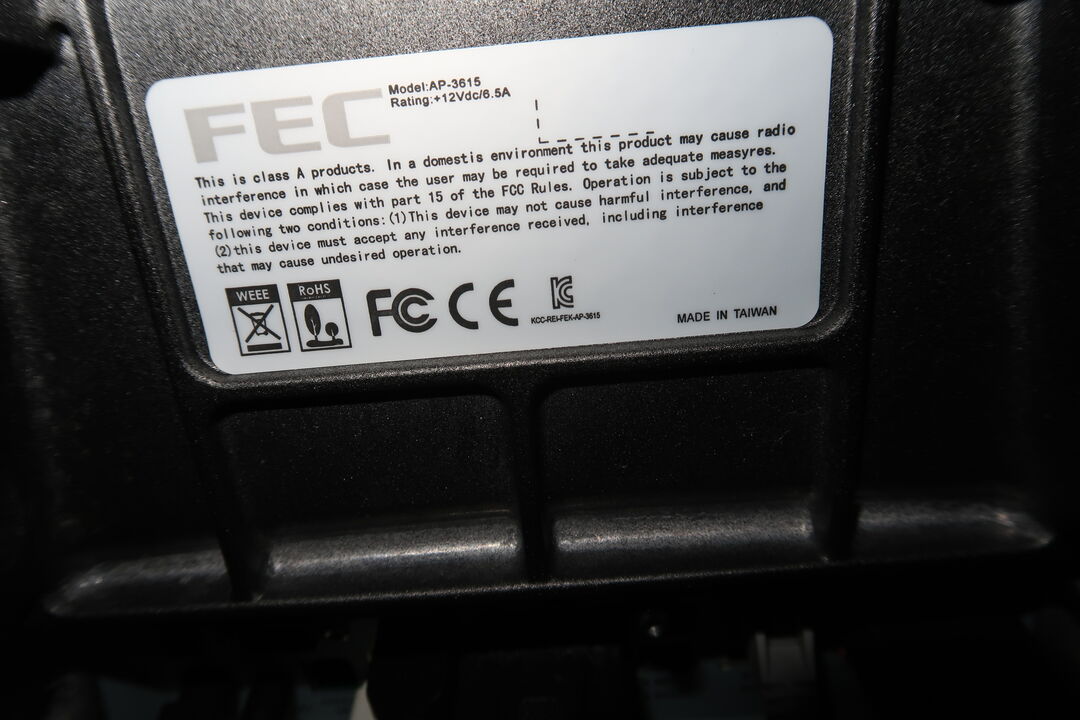 FEC
Model:AP-3615
Rating:+12Vdc/6.5A
This is class A products. In a domestis environment this product may cause radio
interference in which case the user may be required to take adequate measyres.
This device complies with part 15 of the FCC Rules. Operation is subject to the
following two conditions:(1)This device may not cause harmful interference, and
(2)this device must accept any interference received, including interference
that may cause undesired operation.
WEEE
RoHS
FC CE
KC
KCC-REI-FEK-AP-3615
MADE IN TAIWAN